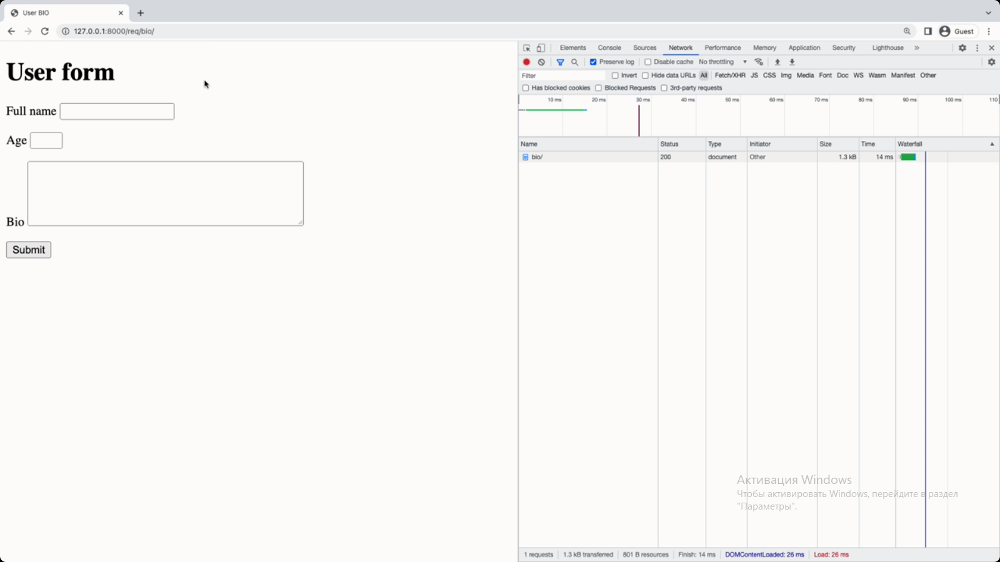 User BIO
127.0.0.1:8000/req/bio/
Guest
User form
Full name
Age
Bio
Submit
Elements Console Sources Network Performance Memory Application Security Lighthouse »
Preserve log Disable cache No throttling
Filter Invert Hide data URLs All Fetch/XHR JS CSS Img Media Font Doc WS Wasm Manifest Other
Has blocked cookies Blocked Requests 3rd-party requests
10 ms 20 ms 30 ms 40 ms 50 ms 60 ms 70 ms 80 ms 90 ms 100 ms 110
Name Status Type Initiator Size Time Waterfall
bio/ 200 document Other 1.3 kB 14 ms
Активация Windows
Чтобы активировать Windows, перейдите в раздел
"Параметры".
1 requests 1.3 kB transferred 801 B resources Finish: 14 ms DOMContentLoaded: 26 ms Load: 26 ms